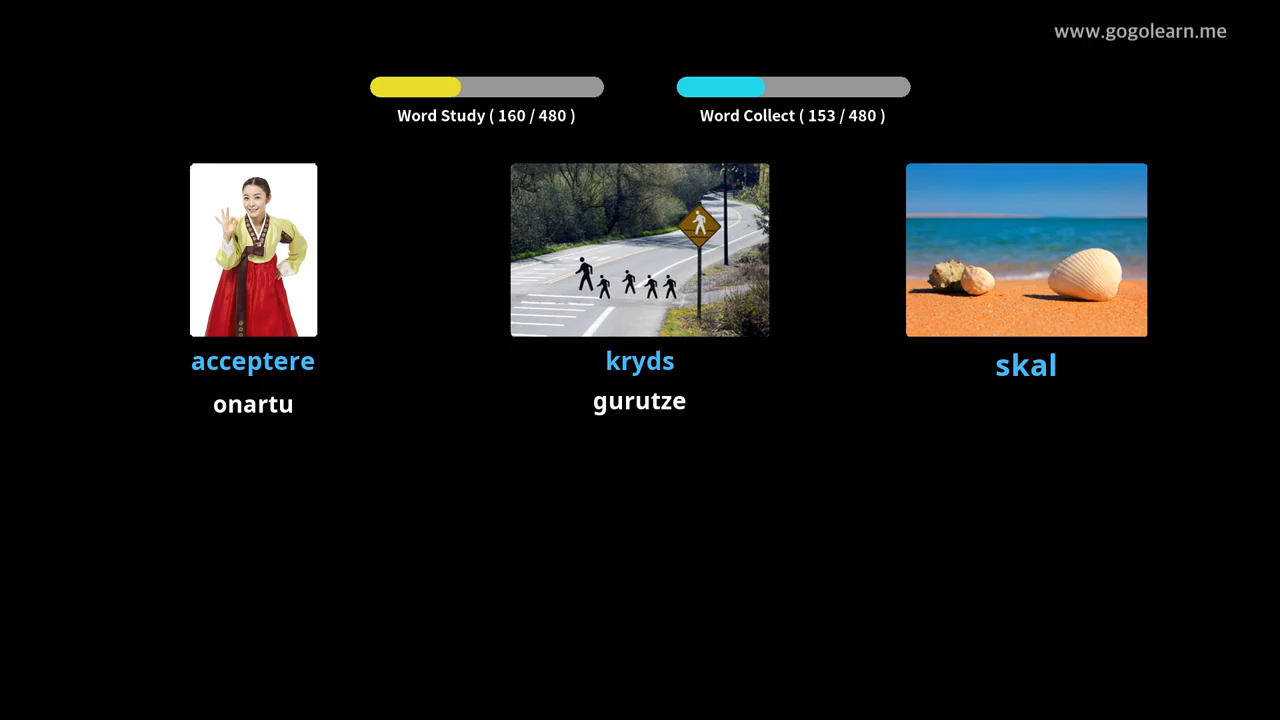 www.gogolearn.me
Word Study ( 160 / 480 )
Word Collect ( 153 / 480 )
acceptere
kryds
skal
onartu
gurutze